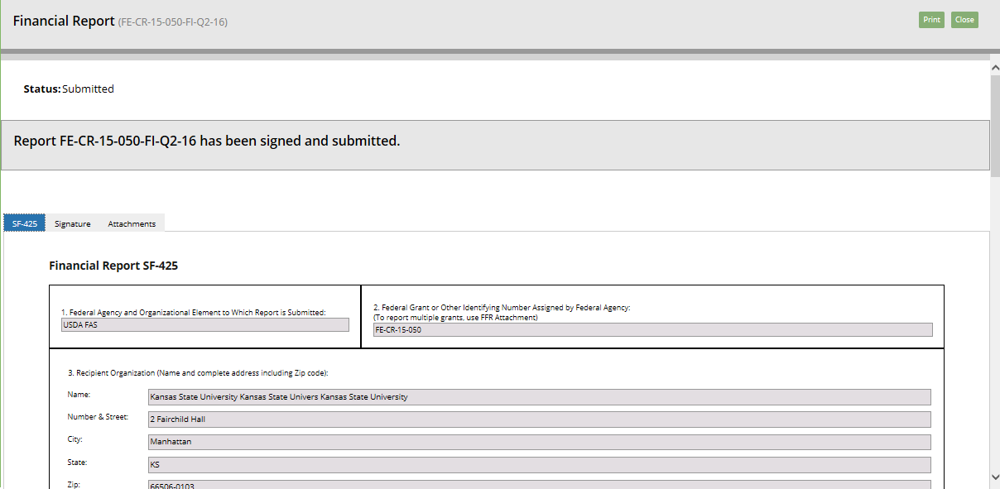 Financial Report (FE-CR-15-050-FI-Q2-16)
Print Close
Status: Submitted
Report FE-CR-15-050-FI-Q2-16 has been signed and submitted.
SF-425 Signature Attachments
Financial Report SF-425
1. Federal Agency and Organizational Element to Which Report is Submitted:
USDA FAS
2. Federal Grant or Other Identifying Number Assigned by Federal Agency:
(To report multiple grants, use FFR Attachment)
FE-CR-15-050
3. Recipient Organization (Name and complete address including Zip code):
Name: Kansas State University Kansas State Univers Kansas State University
Number & Street: 2 Fairchild Hall
City: Manhattan
State: KS
Zip: 66506-0103